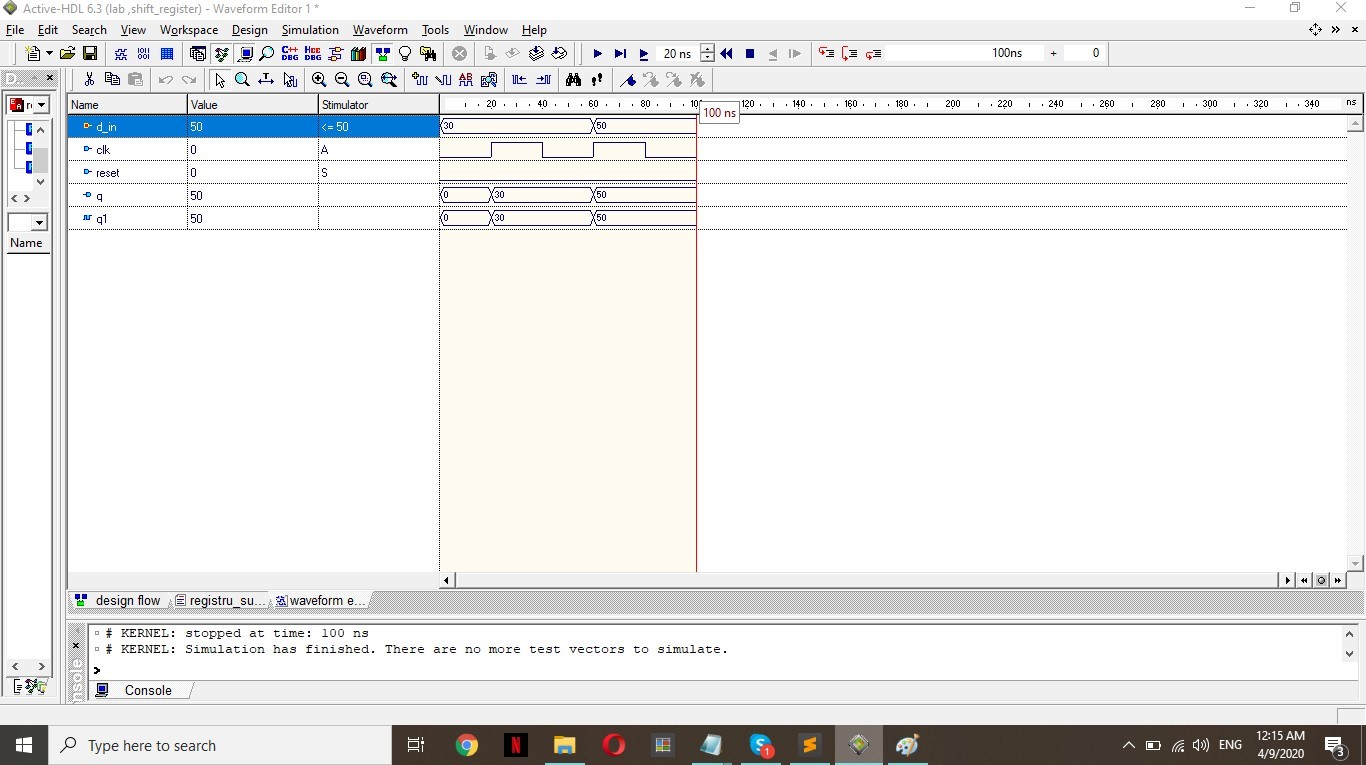 Active-HDL 6.3 (lab ,shift_register) - Waveform Editor 1 *
File Edit Search View Workspace Design Simulation Waveform Tools Window Help
20 ns 100ns + 0
D...
Name Value Stimulator 20 40 60 80 100 120 140 160 180 200 220 240 260 280 300 320 340 ns
100 ns
d_in 50 <= 50 30 50
clk 0 A
reset 0 S
q 50 0 30 50
q1 50 0 30 50
Name
design flow registru_su... waveform e...
# KERNEL: stopped at time: 100 ns
# KERNEL: Simulation has finished. There are no more test vectors to simulate.
>
Console
Type here to search
ENG
12:15 AM
4/9/2020
3